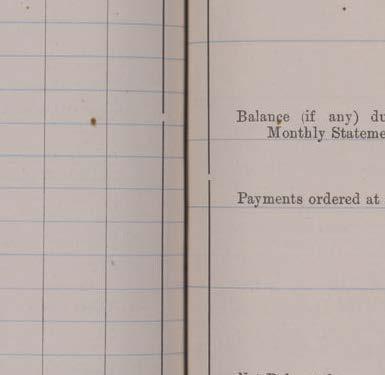 Balance (if any) du
Monthly Stateme
Payments ordered at